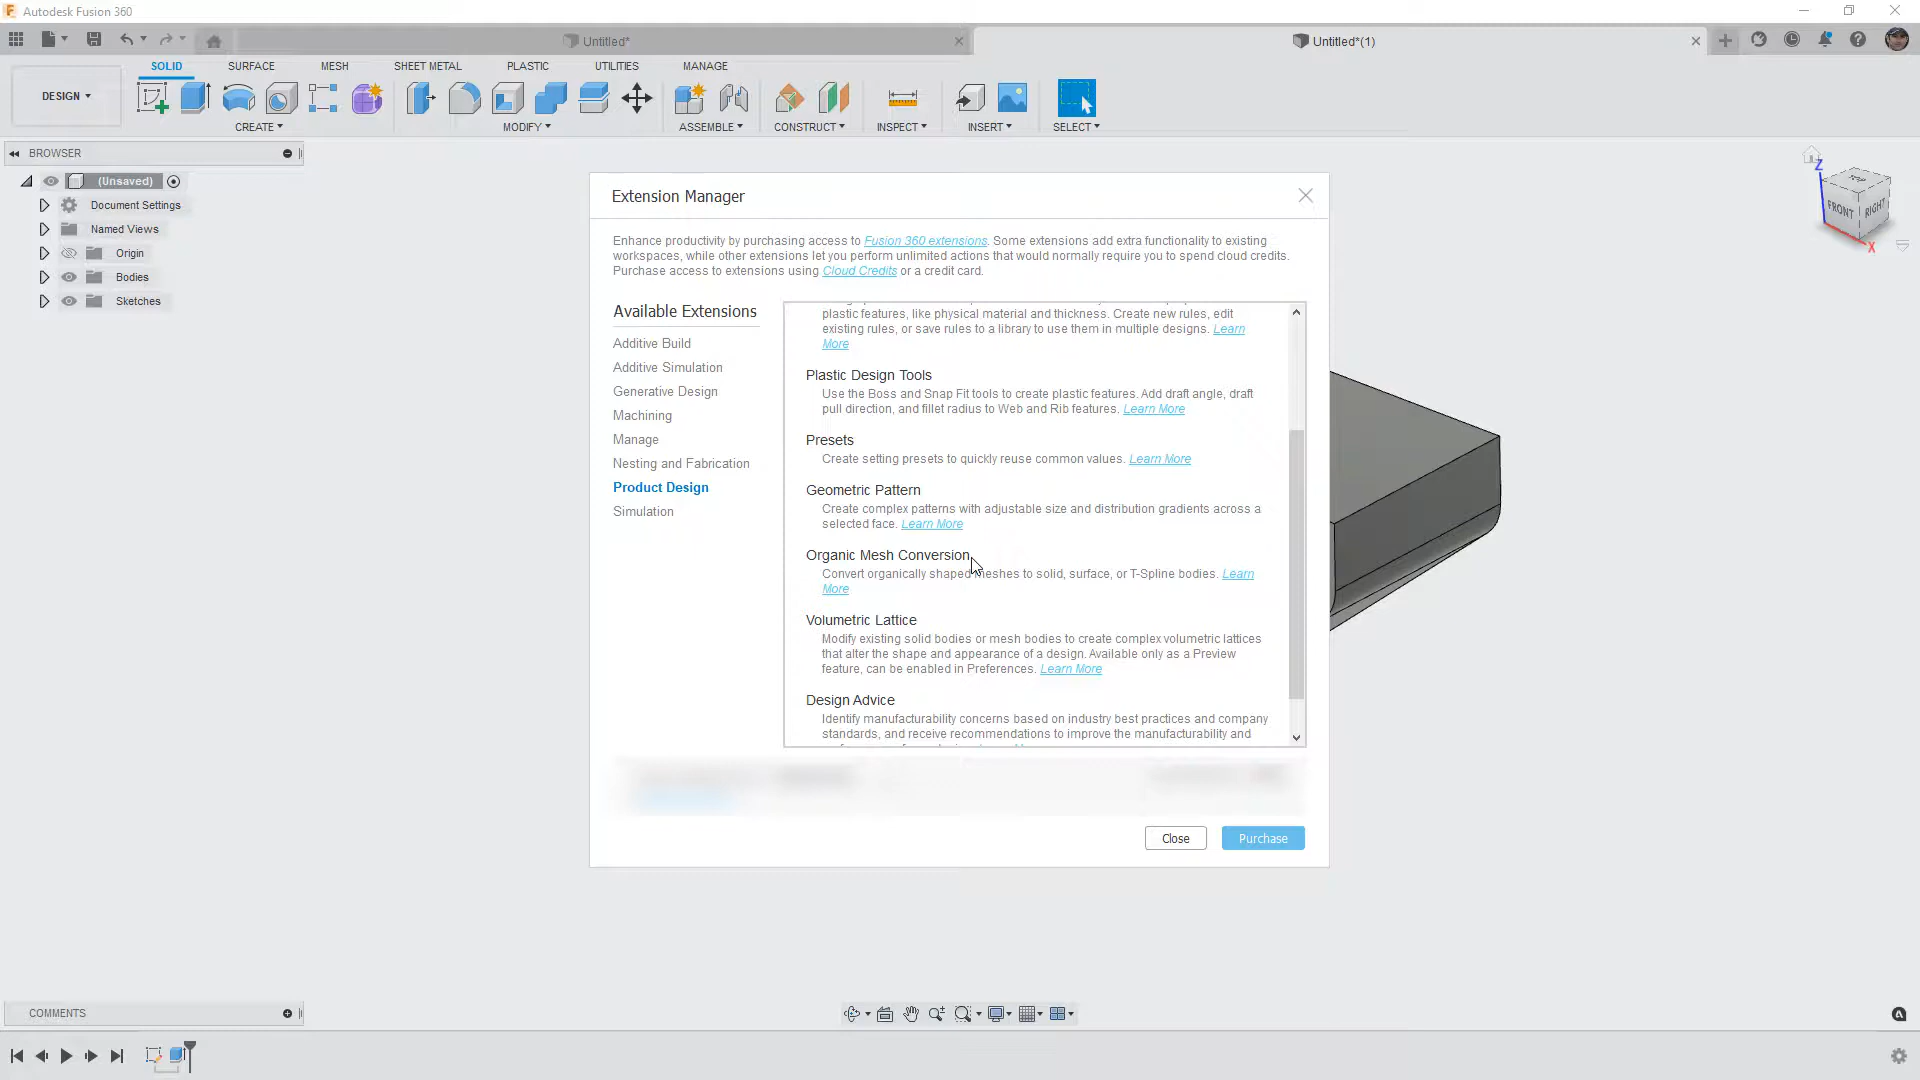 Autodesk Fusion 360
Untitled*
Untitled*(1)
SOLID
SURFACE
MESH
SHEET METAL
PLASTIC
UTILITIES
MANAGE
DESIGN
CREATE
MODIFY
ASSEMBLE
CONSTRUCT
INSPECT
INSERT
SELECT
BROWSER
(Unsaved)
Document Settings
Named Views
Origin
Bodies
Sketches
Z
TOP
FRONT
RIGHT
X
Extension Manager
Enhance productivity by purchasing access to Fusion 360 extensions. Some extensions add extra functionality to existing
workspaces, while other extensions let you perform unlimited actions that would normally require you to spend cloud credits.
Purchase access to extensions using Cloud Credits or a credit card.
Available Extensions
Additive Build
Additive Simulation
Generative Design
Machining
Manage
Nesting and Fabrication
Product Design
Simulation
plastic features, like physical material and thickness. Create new rules, edit
existing rules, or save rules to a library to use them in multiple designs. Learn
More
Plastic Design Tools
Use the Boss and Snap Fit tools to create plastic features. Add draft angle, draft
pull direction, and fillet radius to Web and Rib features. Learn More
Presets
Create setting presets to quickly reuse common values. Learn More
Geometric Pattern
Create complex patterns with adjustable size and distribution gradients across a
selected face. Learn More
Organic Mesh Conversion
Convert organically shaped meshes to solid, surface, or T-Spline bodies. Learn
More
Volumetric Lattice
Modify existing solid bodies or mesh bodies to create complex volumetric lattices
that alter the shape and appearance of a design. Available only as a Preview
feature, can be enabled in Preferences. Learn More
Design Advice
Identify manufacturability concerns based on industry best practices and company
standards, and receive recommendations to improve the manufacturability and
Close
Purchase
COMMENTS